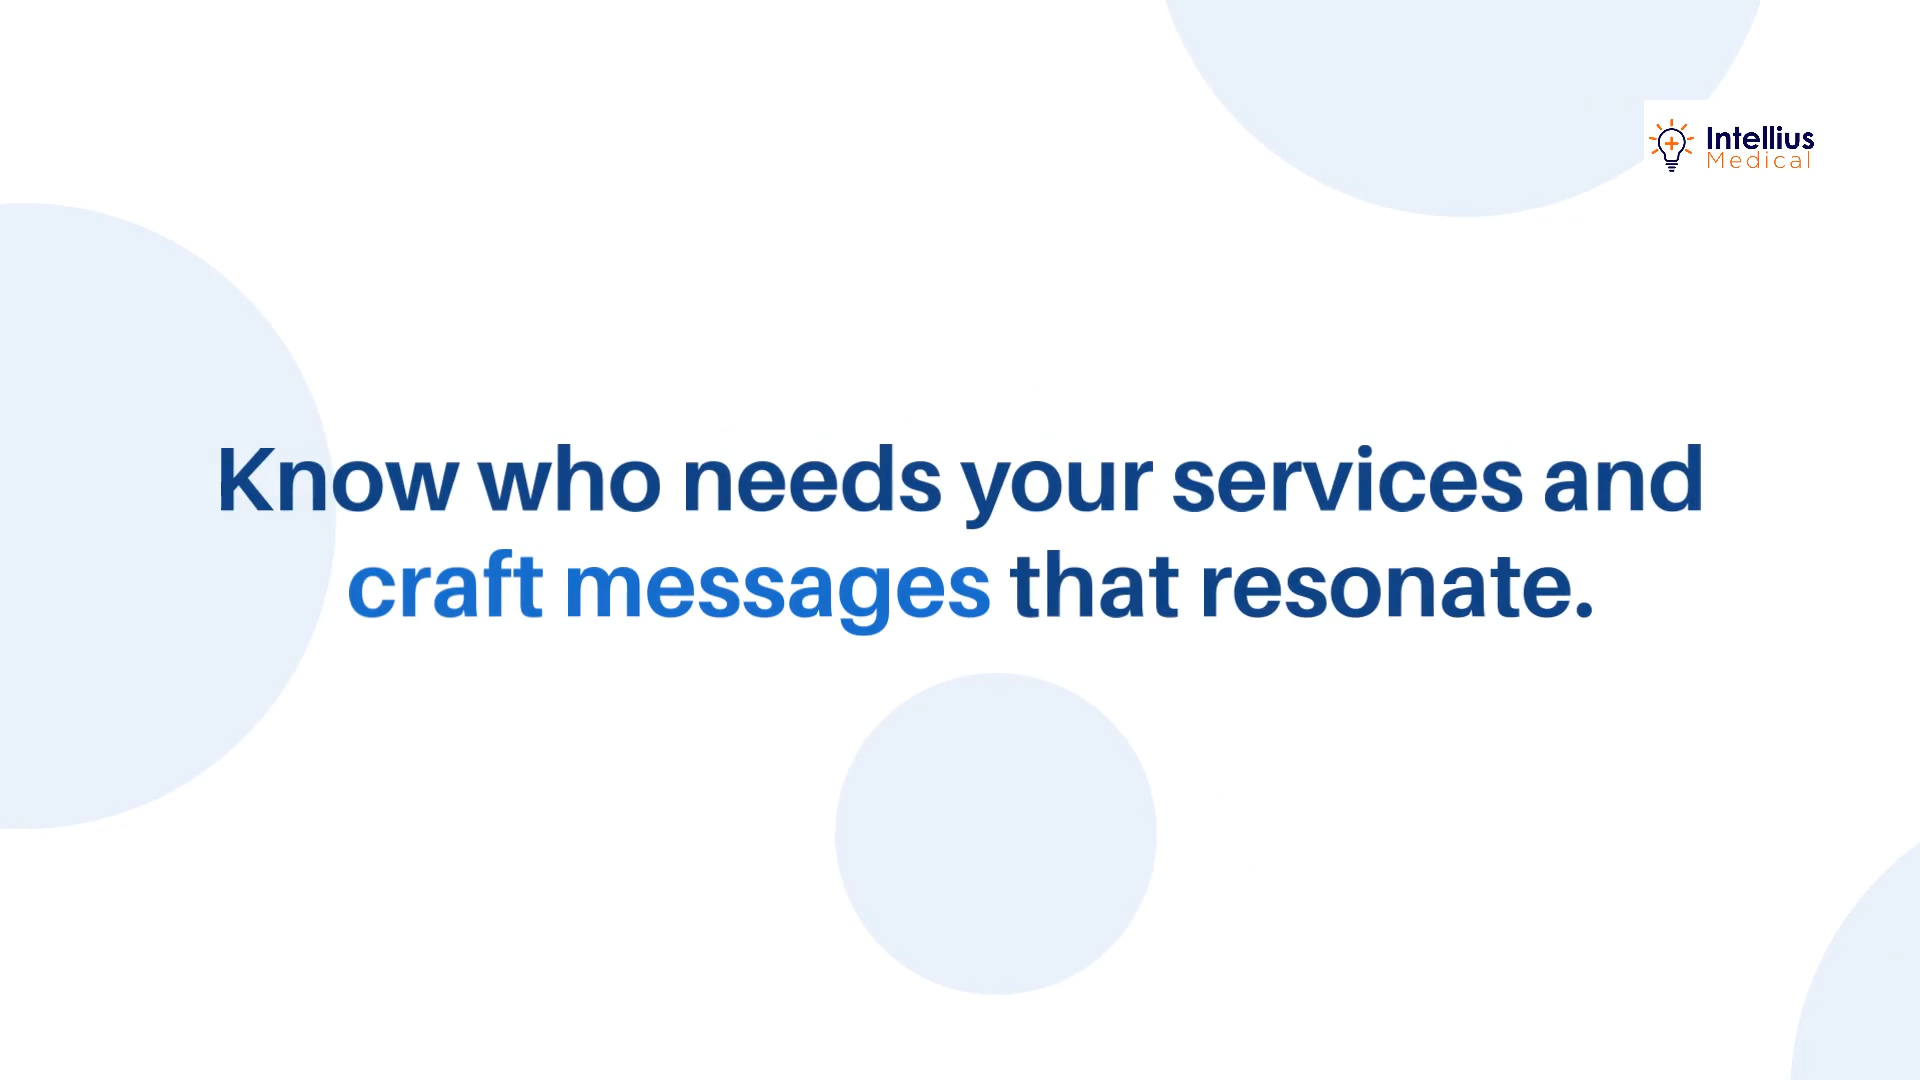 Intellius
Medical
Know who needs your services and
craft messages that resonate.